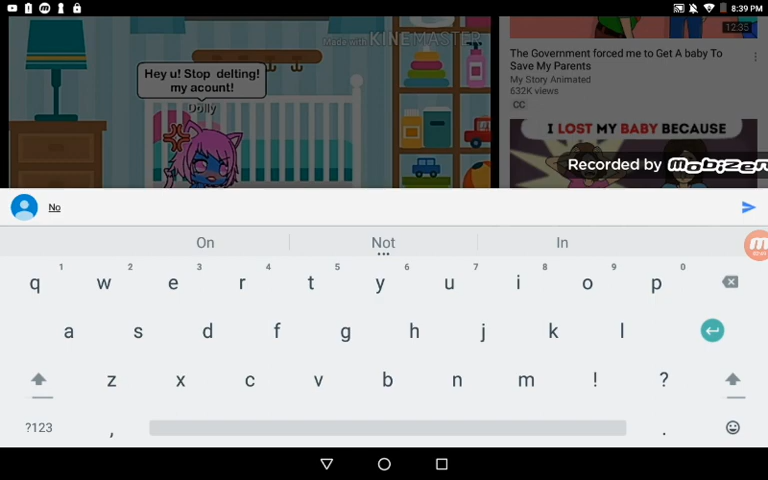 8:39 PM
Made with KINEMASTER
Hey u! Stop delting!
my acount!
Dolly
12:35
The Government forced me to Get A baby To
Save My Parents
My Story Animated
632K views
CC
I LOST MY BABY BECAUSE
Recorded by mobizen
No
On Not In
1 2 3 4 5 6 7 8 9 0
q w e r t y u i o p
a s d f g h j k l
z x c v b n m ! ?
?123 , .